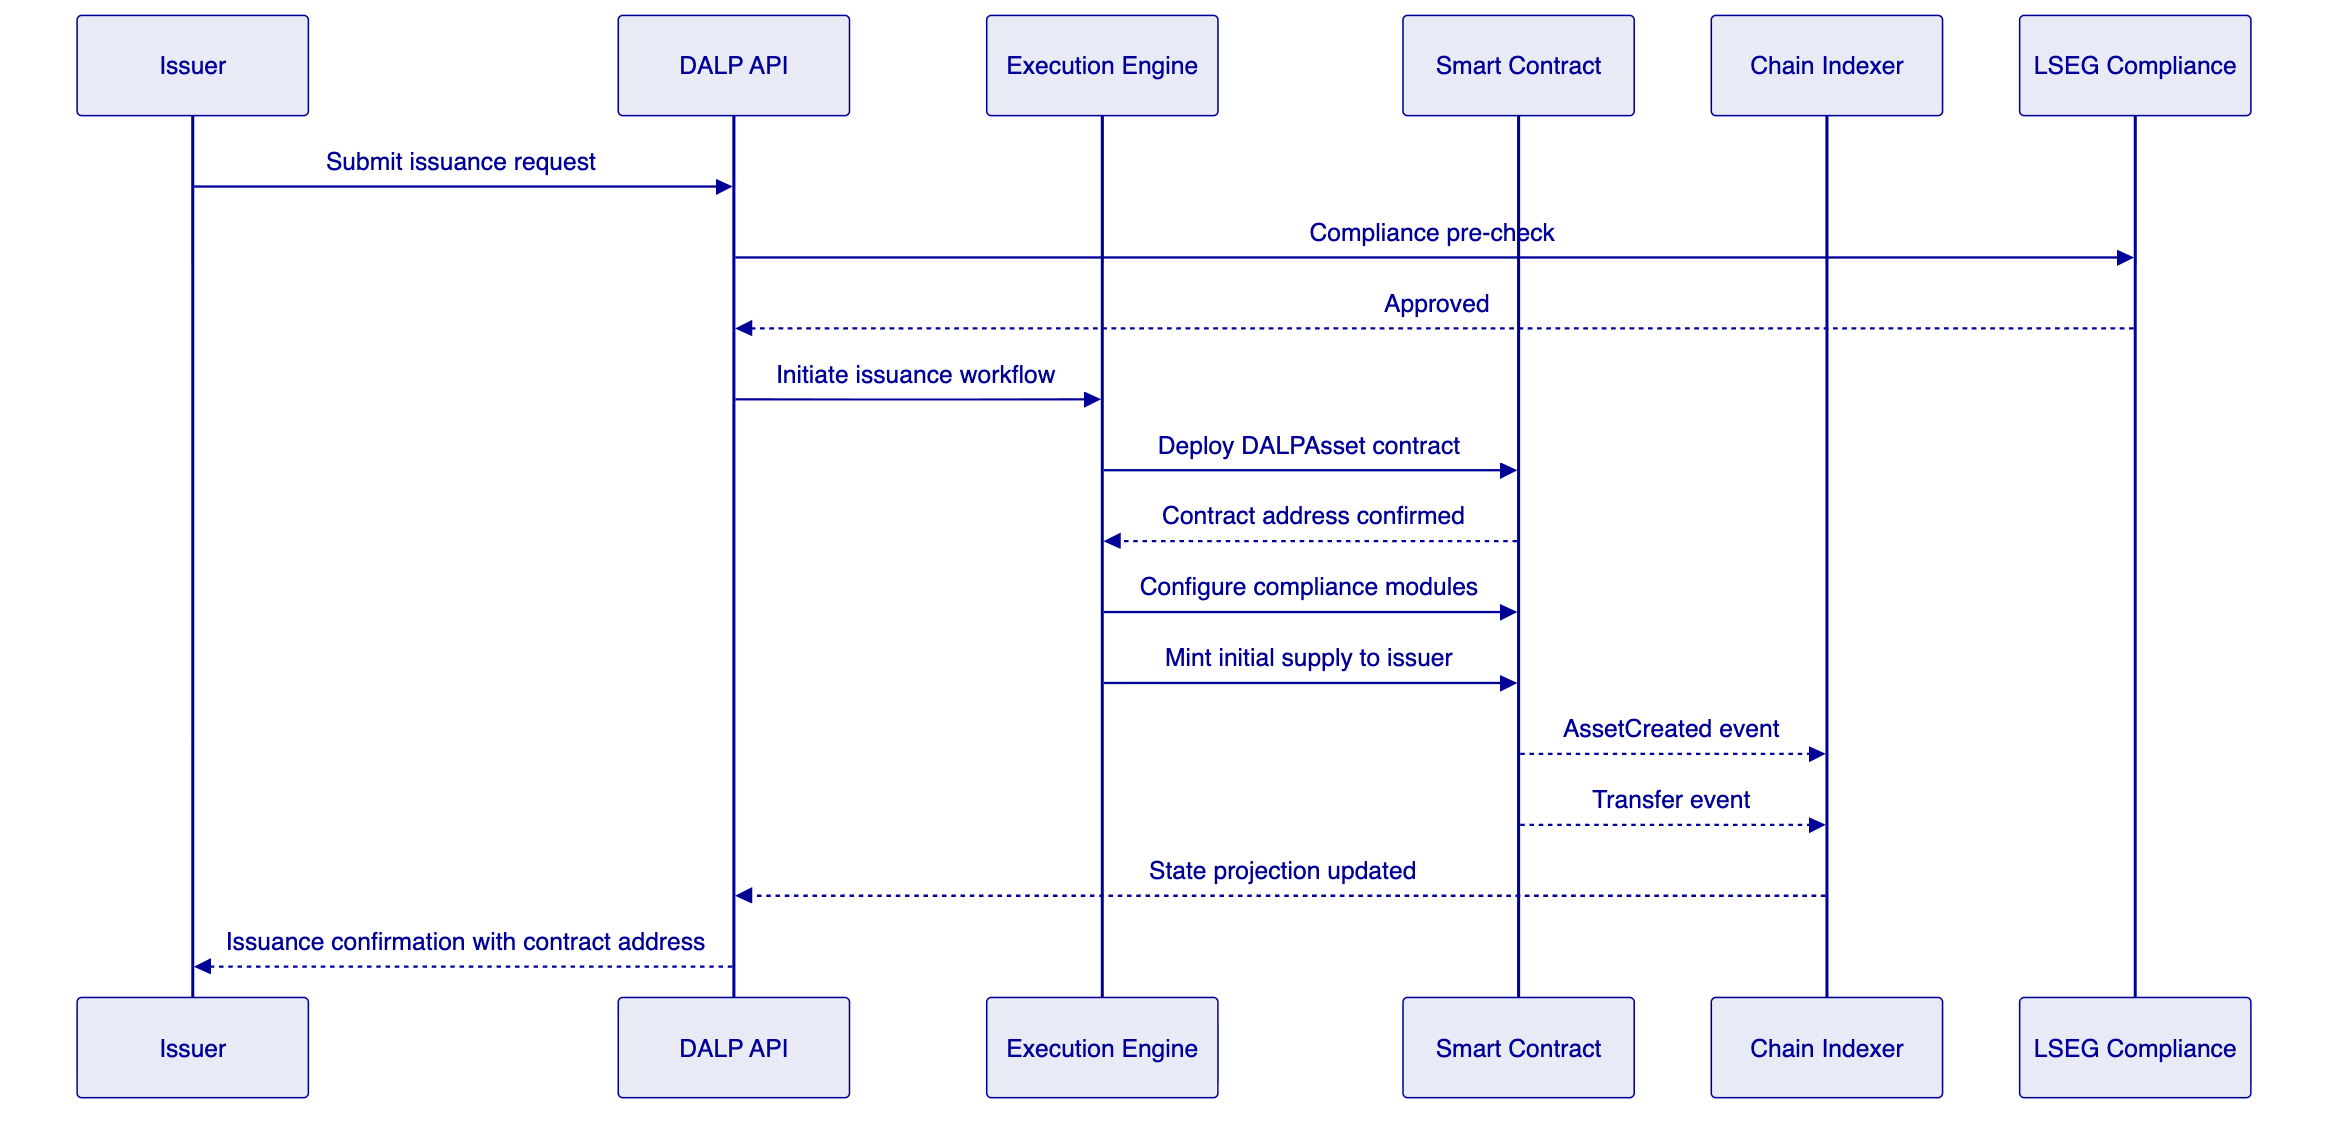 Issuer
DALP API
Execution Engine
Smart Contract
Chain Indexer
LSEG Compliance
Submit issuance request
Compliance pre-check
Approved
Initiate issuance workflow
Deploy DALPAsset contract
Contract address confirmed
Configure compliance modules
Mint initial supply to issuer
AssetCreated event
Transfer event
State projection updated
Issuance confirmation with contract address
Issuer
DALP API
Execution Engine
Smart Contract
Chain Indexer
LSEG Compliance